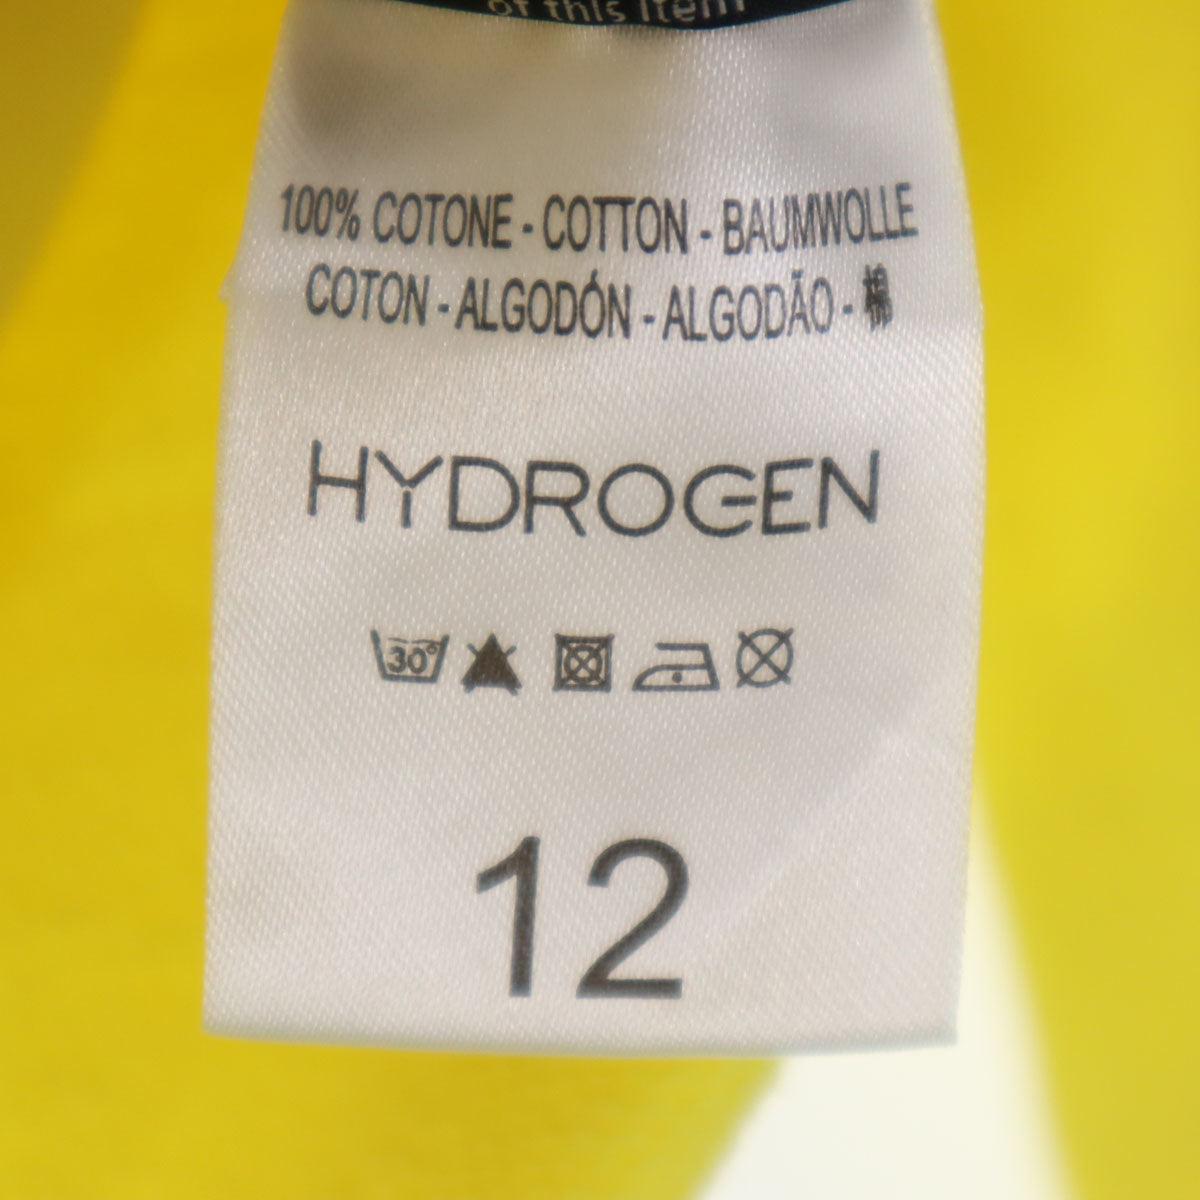 of this item
100% COTONE - COTTON - BAUMWOLLE
COTON - ALGODÓN - ALGODÃO - 棉
HYDROGEN
30°
12